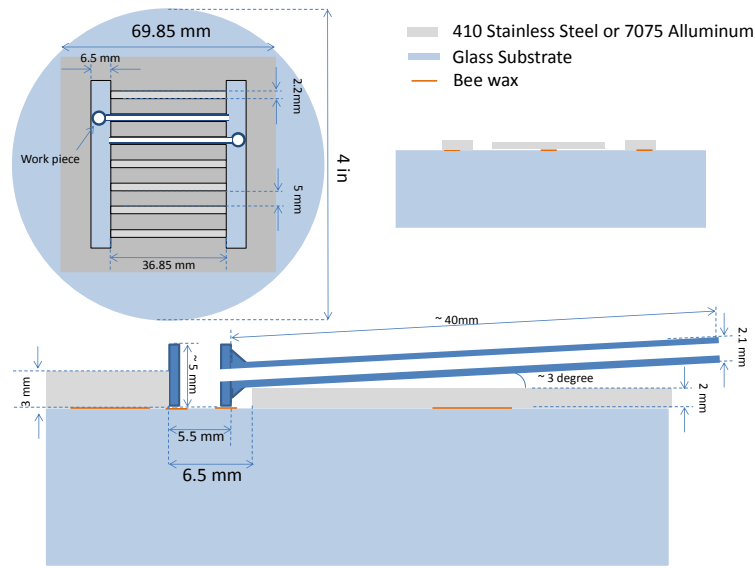 69.85 mm
6.5 mm
2.2mm
Work piece
5 mm
36.85 mm
4 in
410 Stainless Steel or 7075 Alluminum
Glass Substrate
Bee wax
~ 40mm
2.1 mm
~ 5 mm
~ 3 degree
3 mm
2 mm
5.5 mm
6.5 mm